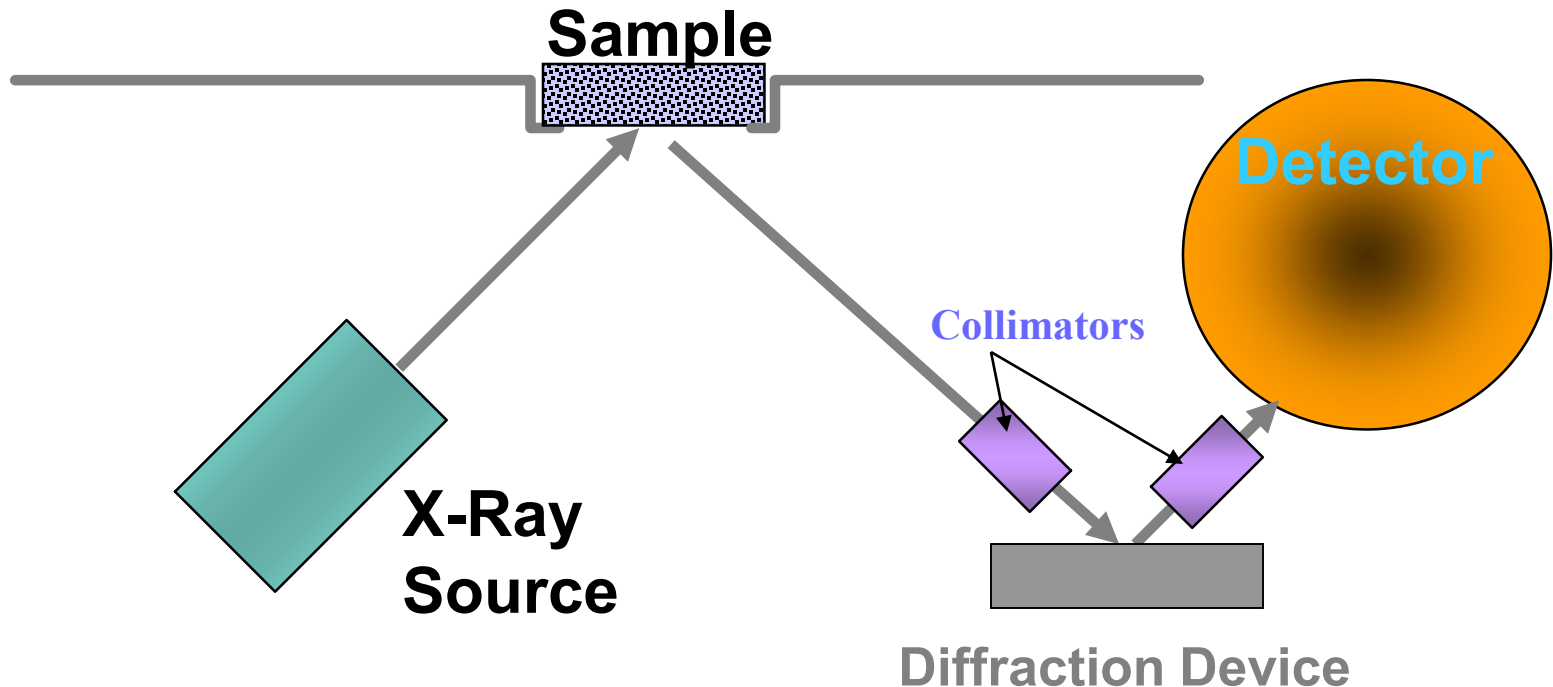 Sample
Detector
Collimators
X-Ray
Source
Diffraction Device